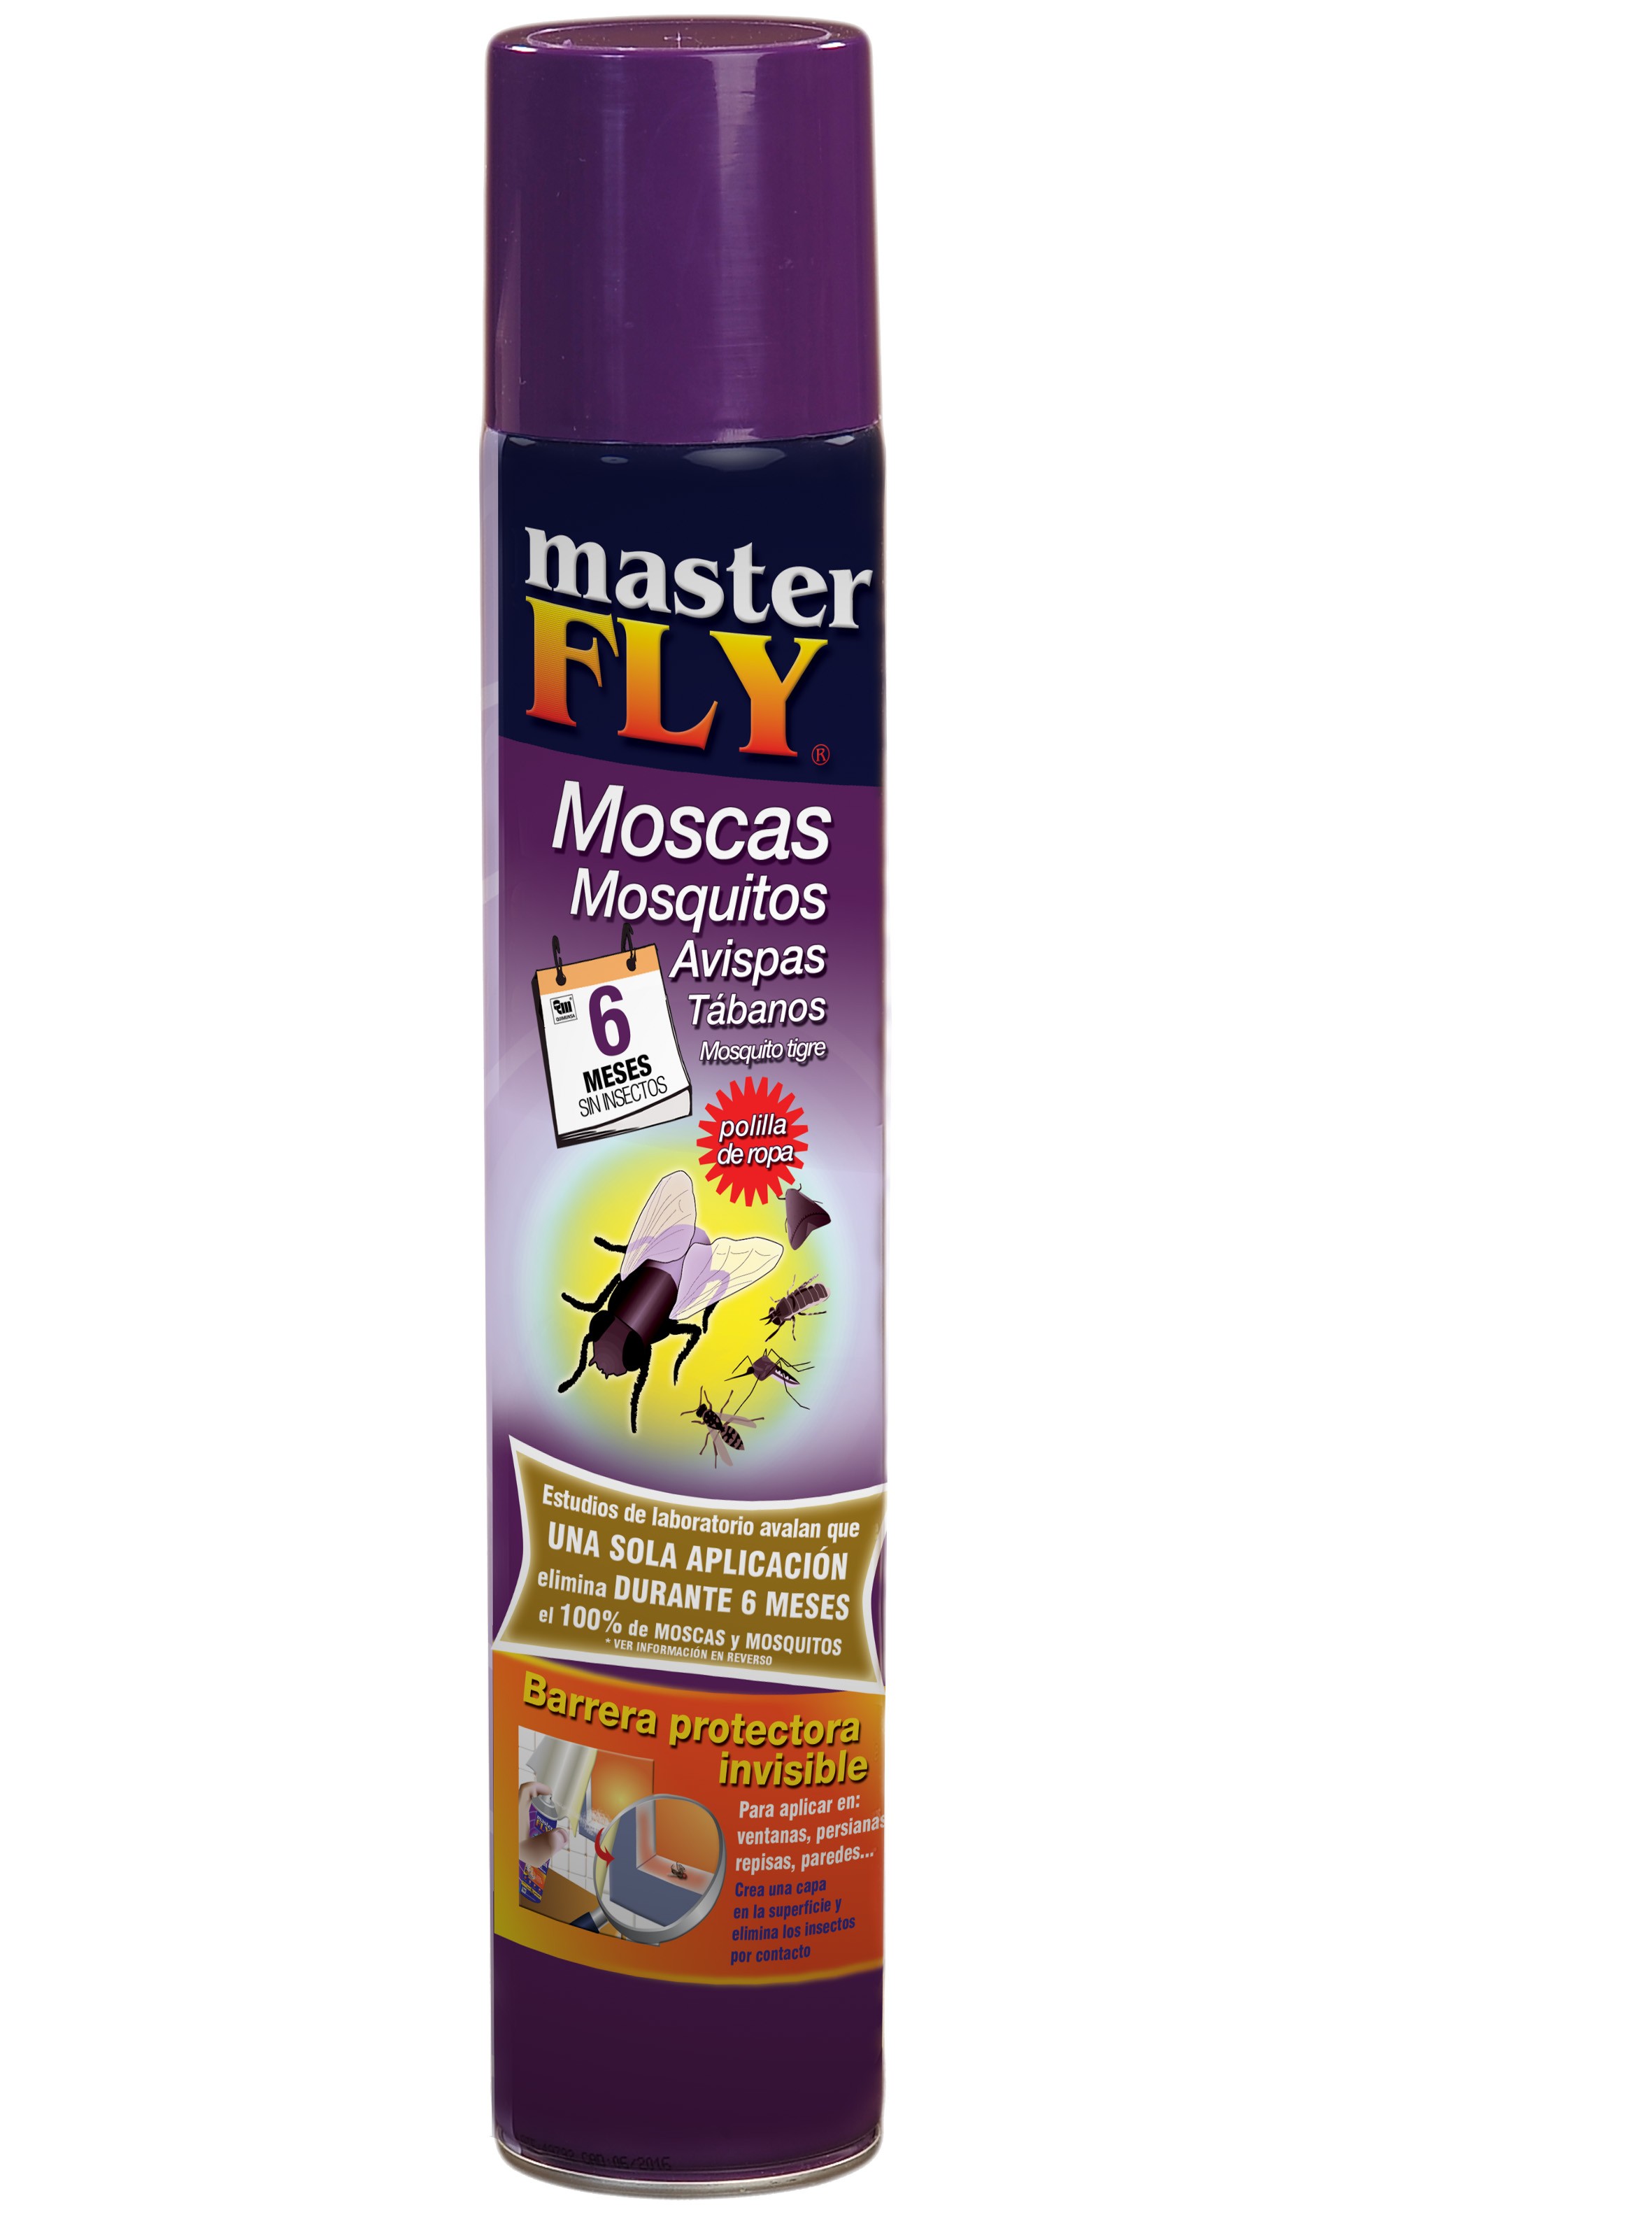 master
FLY®
Moscas
Mosquitos
Avispas
Tábanos
Mosquito tigre
6
MESES
SIN INSECTOS
polilla
de ropa
Estudios de laboratorio avalan que
UNA SOLA APLICACIÓN
elimina DURANTE 6 MESES
el 100% de MOSCAS y MOSQUITOS
* VER INFORMACIÓN EN REVERSO
Barrera protectora
invisible
Para aplicar en:
ventanas, persianas
repisas, paredes...
Crea una capa
en la superficie y
elimina los insectos
por contacto